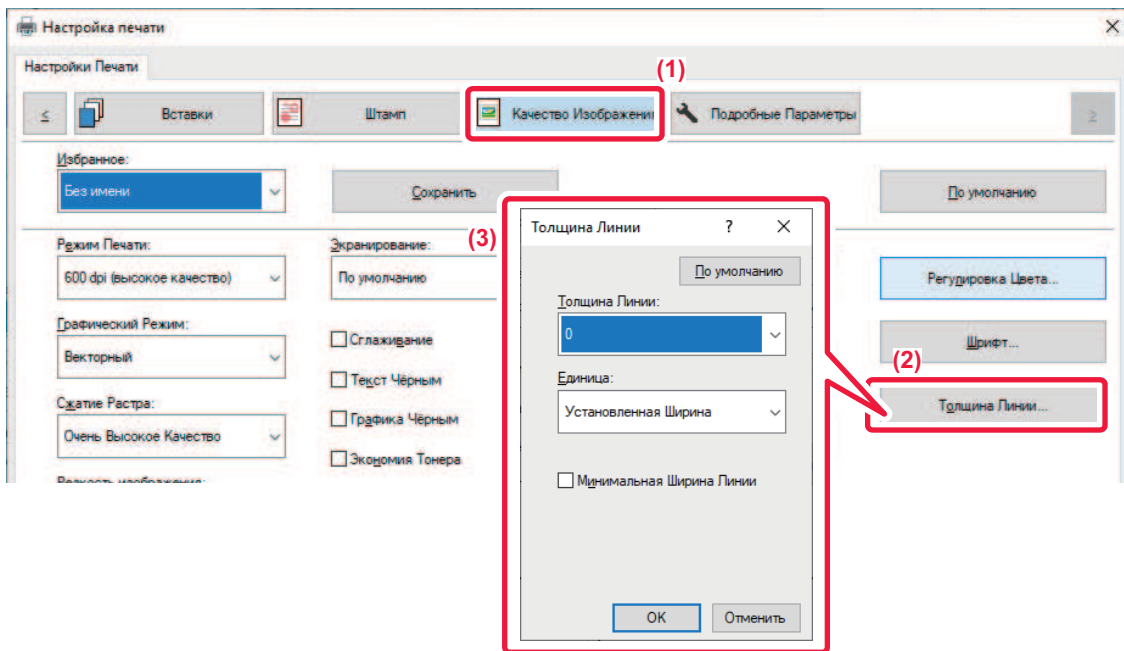 Настройка печати
Настройки Печати
(1)
≤ Вставки Штамп Качество Изображени Подробные Параметры ≥
Избранное:
Без имени Сохранить По умолчанию
Режим Печати: Экранирование:
600 dpi (высокое качество) По умолчанию Регулировка Цвета...
Графический Режим:
Векторный Сглаживание Шрифт...
Текст Чёрным
(2)
Сжатие Растра: Графика Чёрным Толщина Линии...
Очень Высокое Качество
Экономия Тонера
Резкость изображения:
(3)
Толщина Линии ?
По умолчанию
Толщина Линии:
0
Единица:
Установленная Ширина
Минимальная Ширина Линии
OK Отменить